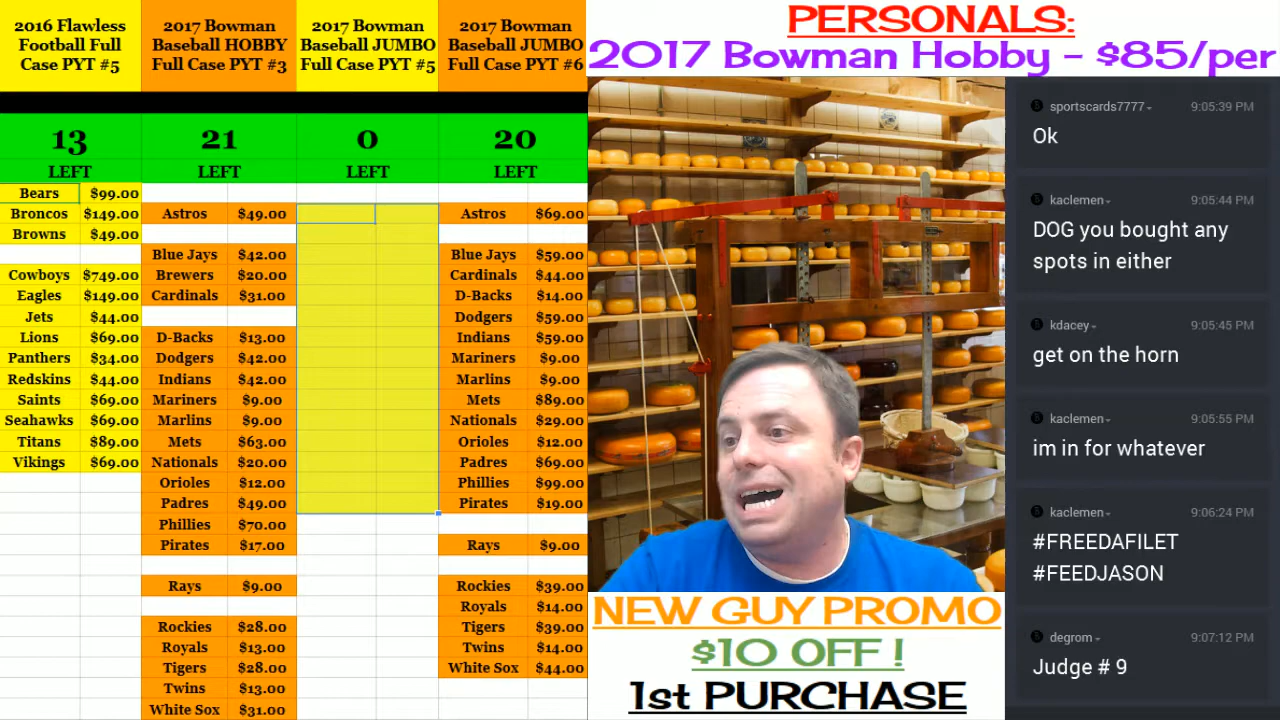 2016 Flawless
Football Full
Case PYT #5
2017 Bowman
Baseball HOBBY
Full Case PYT #3
2017 Bowman
Baseball JUMBO
Full Case PYT #5
2017 Bowman
Baseball JUMBO
Full Case PYT #6
13 21 0 20
LEFT LEFT LEFT LEFT
Bears $99.00
Broncos $149.00 Astros $49.00 Astros $69.00
Browns $49.00
Blue Jays $42.00 Blue Jays $59.00
Cowboys $749.00 Brewers $20.00 Cardinals $44.00
Eagles $149.00 Cardinals $31.00 D-Backs $14.00
Jets $44.00 Dodgers $59.00
Lions $69.00 D-Backs $13.00 Indians $59.00
Panthers $34.00 Dodgers $42.00 Mariners $9.00
Redskins $44.00 Indians $42.00 Marlins $9.00
Saints $69.00 Mariners $9.00 Mets $89.00
Seahawks $69.00 Marlins $9.00 Nationals $29.00
Titans $89.00 Mets $63.00 Orioles $12.00
Vikings $69.00 Nationals $20.00 Padres $69.00
Orioles $12.00 Phillies $99.00
Padres $49.00 Pirates $19.00
Phillies $70.00
Pirates $17.00 Rays $9.00
Rays $9.00 Rockies $39.00
Royals $14.00
Rockies $28.00 Tigers $39.00
Royals $13.00 Twins $14.00
Tigers $28.00 White Sox $44.00
Twins $13.00
White Sox $31.00
PERSONALS:
2017 Bowman Hobby - $85/per
NEW GUY PROMO
$10 OFF !
1st PURCHASE
sportscards7777 9:05:39 PM
Ok
kaclemen 9:05:44 PM
DOG you bought any
spots in either
kdacey 9:05:45 PM
get on the horn
kaclemen 9:05:55 PM
im in for whatever
kaclemen 9:06:24 PM
#FREEDAFILET
#FEEDJASON
degrom 9:07:12 PM
Judge # 9